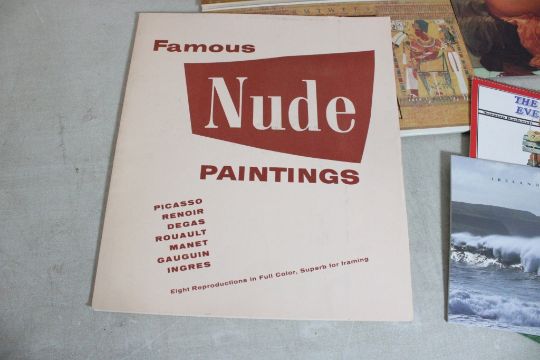 Famous
Nude
PAINTINGS
PICASSO
RENOIR
DEGAS
ROUAULT
MANET
GAUGUIN
INGRES
Eight Reproductions in Full Color, Superb for framing
THE
EVE
IRELAND